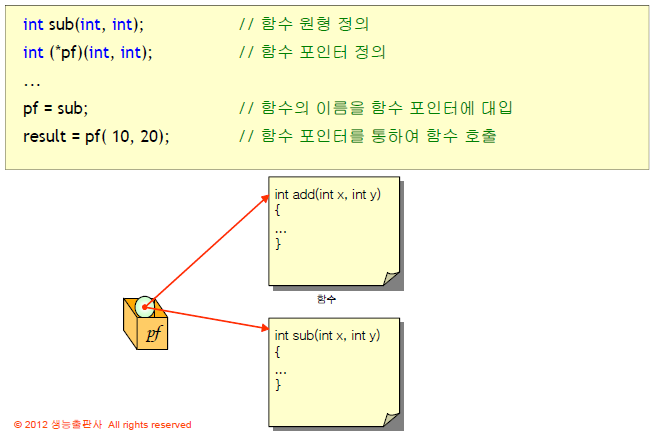 int sub(int, int); // 함수 원형 정의
int (*pf)(int, int); // 함수 포인터 정의
...
pf = sub; // 함수의 이름을 함수 포인터에 대입
result = pf( 10, 20); // 함수 포인터를 통하여 함수 호출
int add(int x, int y)
{
...
}
함수
pf
int sub(int x, int y)
{
...
}
© 2012 생능출판사 All rights reserved